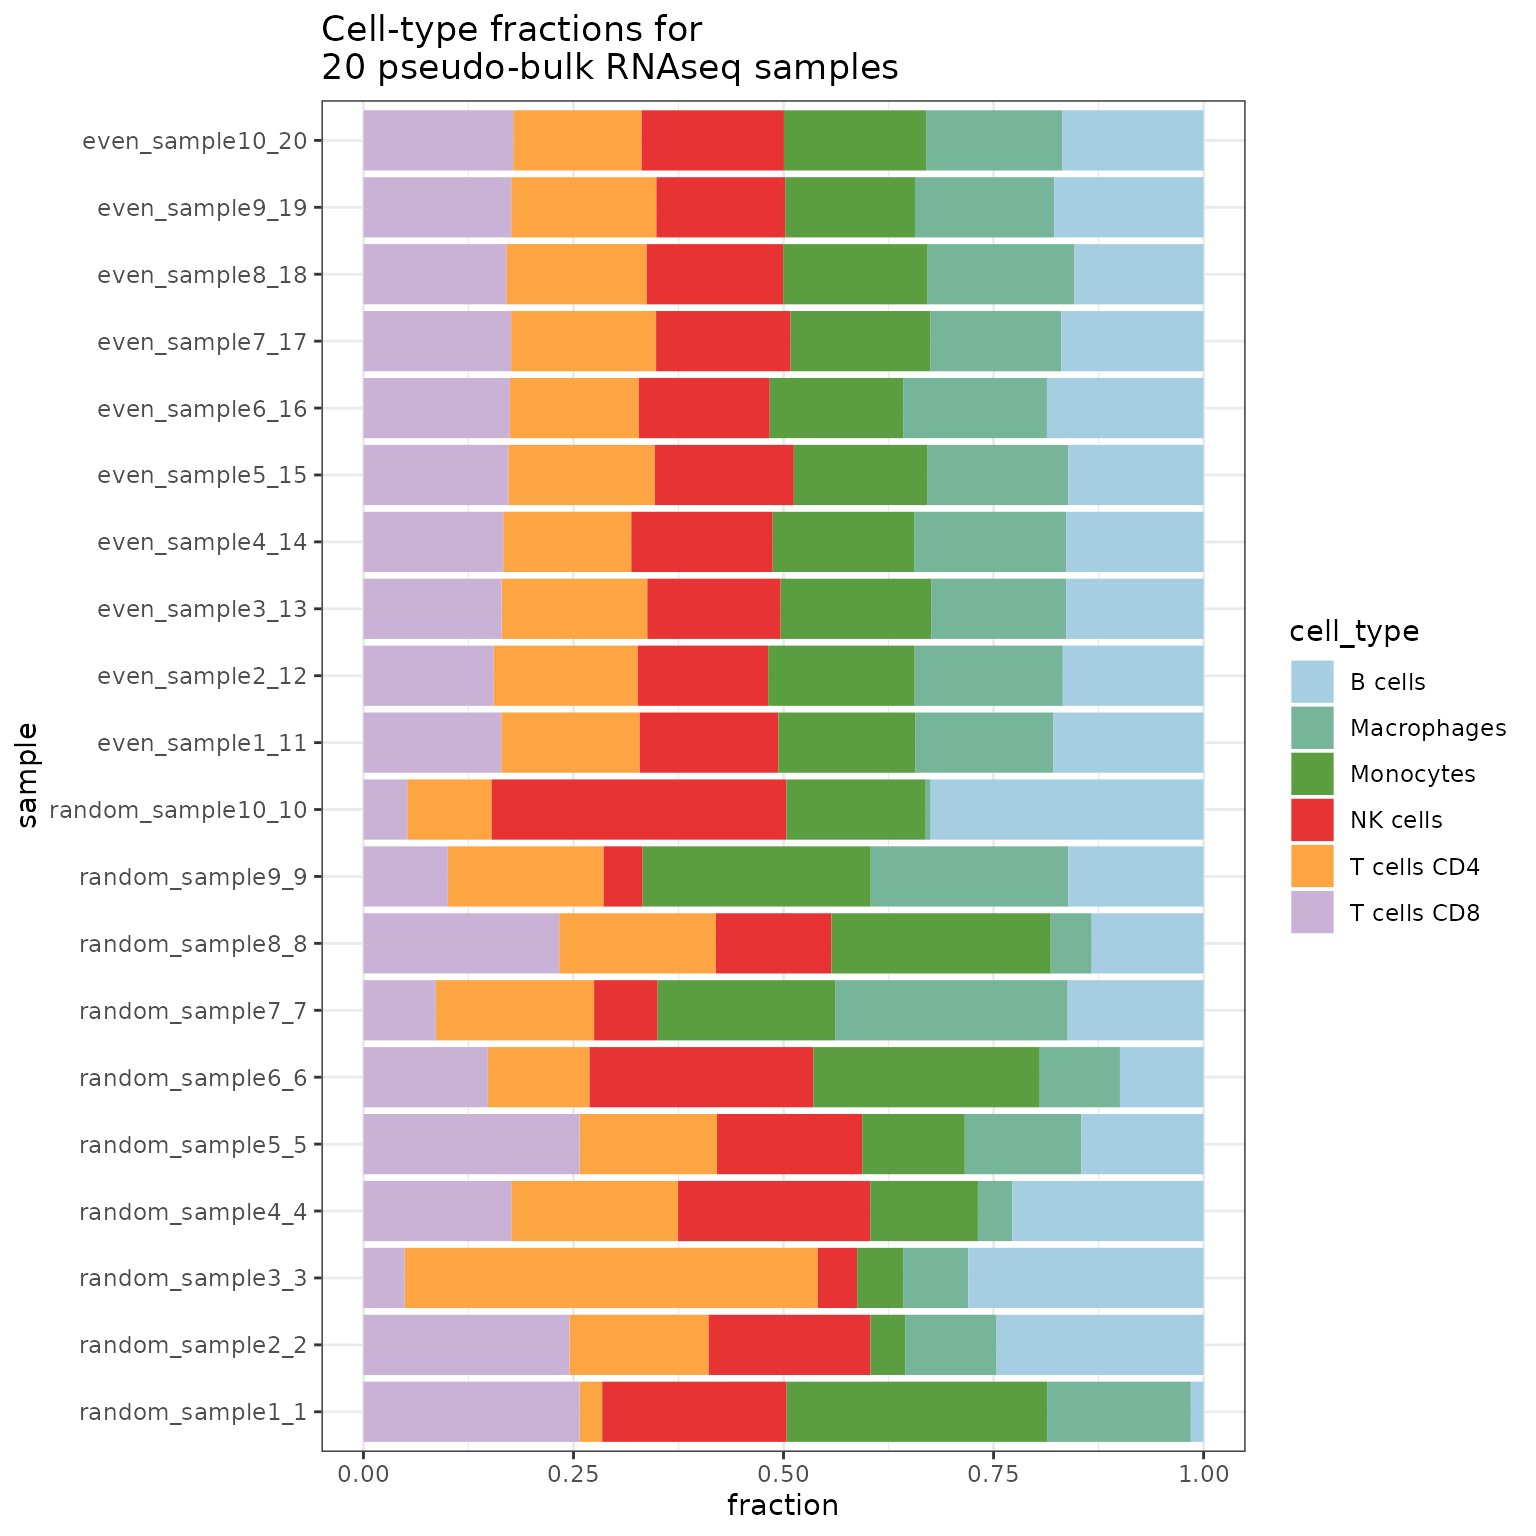 Cell-type fractions for
20 pseudo-bulk RNAseq samples
sample
even_sample10_20
even_sample9_19
even_sample8_18
even_sample7_17
even_sample6_16
even_sample5_15
even_sample4_14
even_sample3_13
even_sample2_12
even_sample1_11
random_sample10_10
random_sample9_9
random_sample8_8
random_sample7_7
random_sample6_6
random_sample5_5
random_sample4_4
random_sample3_3
random_sample2_2
random_sample1_1
0.00 0.25 0.50 0.75 1.00
fraction
cell_type
B cells
Macrophages
Monocytes
NK cells
T cells CD4
T cells CD8